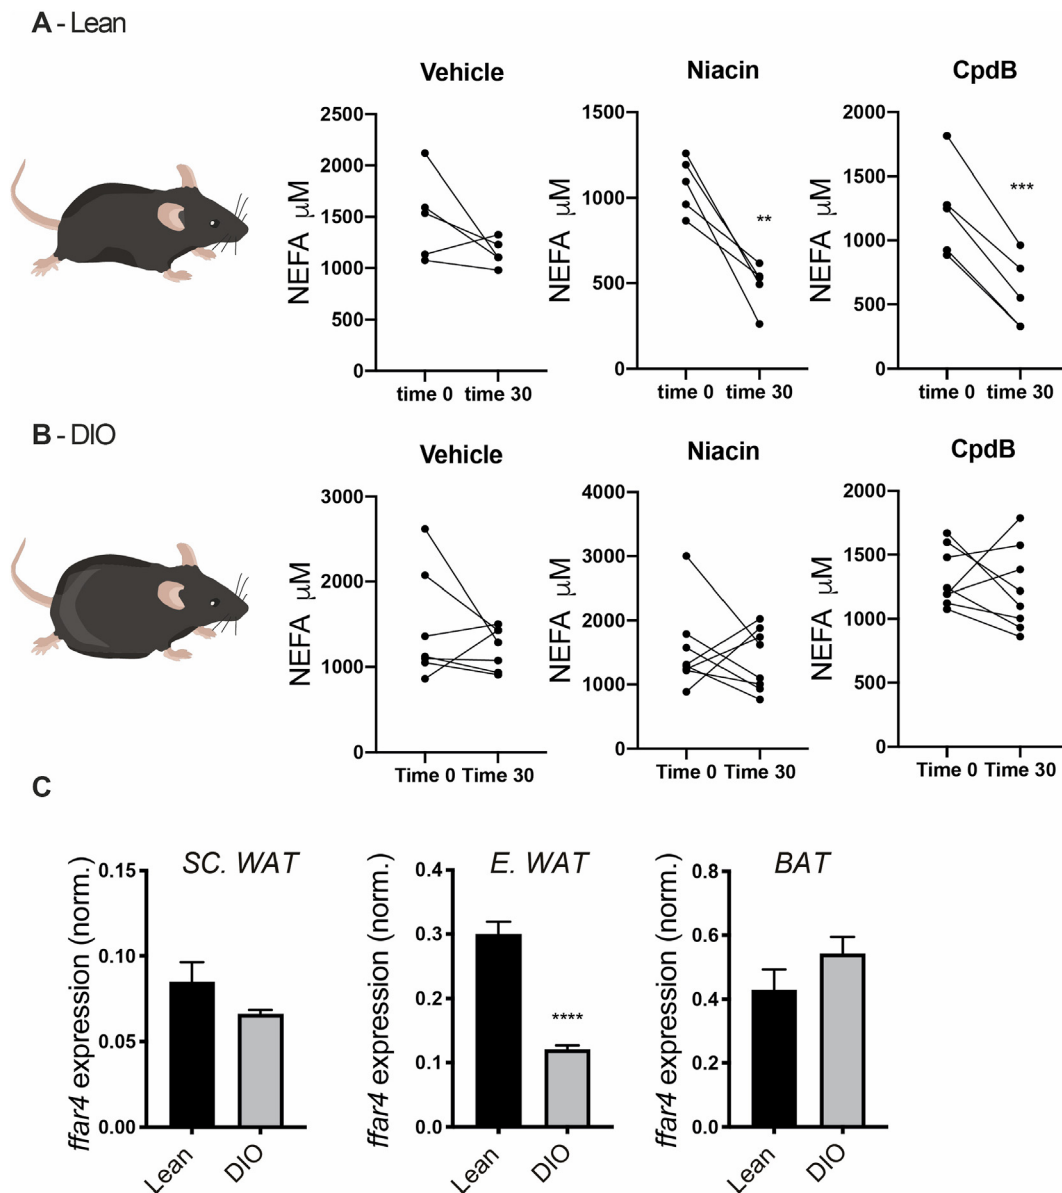 A - Lean
Vehicle
Niacin
CpdB
NEFA µM
2500
2000
1500
1000
500
0
time 0 time 30
NEFA µM
1500
1000
500
0
**
time 0 time 30
NEFA µM
2000
1500
1000
500
0
***
time 0 time 30
B - DIO
Vehicle
Niacin
CpdB
NEFA µM
3000
2000
1000
0
Time 0 Time 30
NEFA µM
4000
3000
2000
1000
0
Time 0 Time 30
NEFA µM
2000
1500
1000
500
0
Time 0 Time 30
C
SC. WAT
ffar4 expression (norm.)
0.15
0.10
0.05
0.00
Lean DIO
E. WAT
ffar4 expression (norm.)
0.4
0.3
0.2
0.1
0.0
****
Lean DIO
BAT
ffar4 expression (norm.)
0.8
0.6
0.4
0.2
0.0
Lean DIO